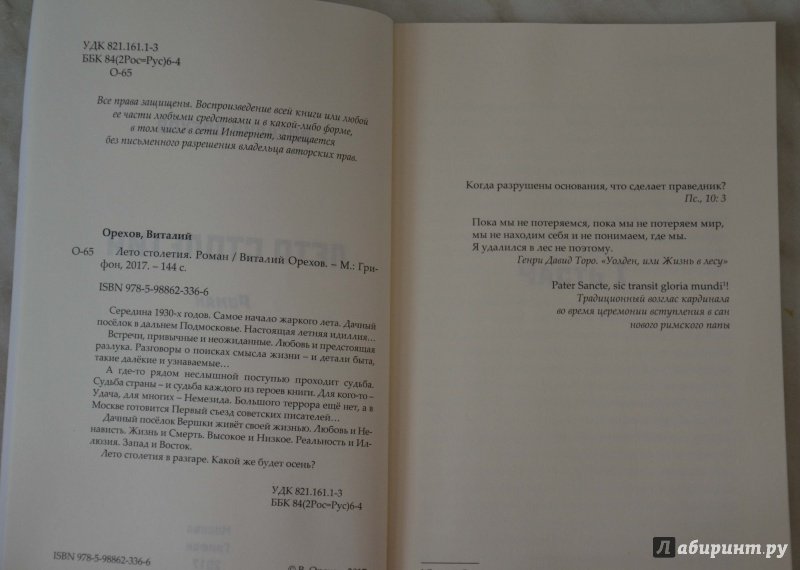 УДК 821.161.1-3
ББК 84(2Рос=Рус)6-4
О-65
Все права защищены. Воспроизведение всей книги или любой
ее части любыми средствами и в какой-либо форме,
в том числе в сети Интернет, запрещается
без письменного разрешения владельца авторских прав.
Орехов, Виталий
О-65 Лето столетия. Роман / Виталий Орехов. – М.: Гри-
фон, 2017. – 144 с.
ISBN 978-5-98862-336-6
Середина 1930-х годов. Самое начало жаркого лета. Дачный
посёлок в дальнем Подмосковье. Настоящая летняя идиллия…
Встречи, привычные и неожиданные. Любовь и предстоящая
разлука. Разговоры о поисках смысла жизни – и детали быта,
такие далёкие и узнаваемые…
А где-то рядом неслышной поступью проходит судьба.
Судьба страны – и судьба каждого из героев книги. Для кого-то –
Удача, для многих – Немезида. Большого террора ещё нет, а в
Москве готовится Первый съезд советских писателей…
Дачный посёлок Вершки живёт своей жизнью. Любовь и Не-
нависть. Жизнь и Смерть. Высокое и Низкое. Реальность и Ил-
люзия. Запад и Восток.
Лето столетия в разгаре. Какой же будет осень?
УДК 821.161.1-3
ББК 84(2Рос=Рус)6-4
ISBN 978-5-98862-336-6
Когда разрушены основания, что сделает праведник?
Пс., 10: 3
Пока мы не потеряемся, пока мы не потеряем мир,
мы не находим себя и не понимаем, где мы.
Я удалился в лес не поэтому.
Генри Давид Торо. «Уолден, или Жизнь в лесу»
Pater Sancte, sic transit gloria mundi¹!
Традиционный возглас кардинала
во время церемонии вступления в сан
нового римского папы
Лабиринт.ру